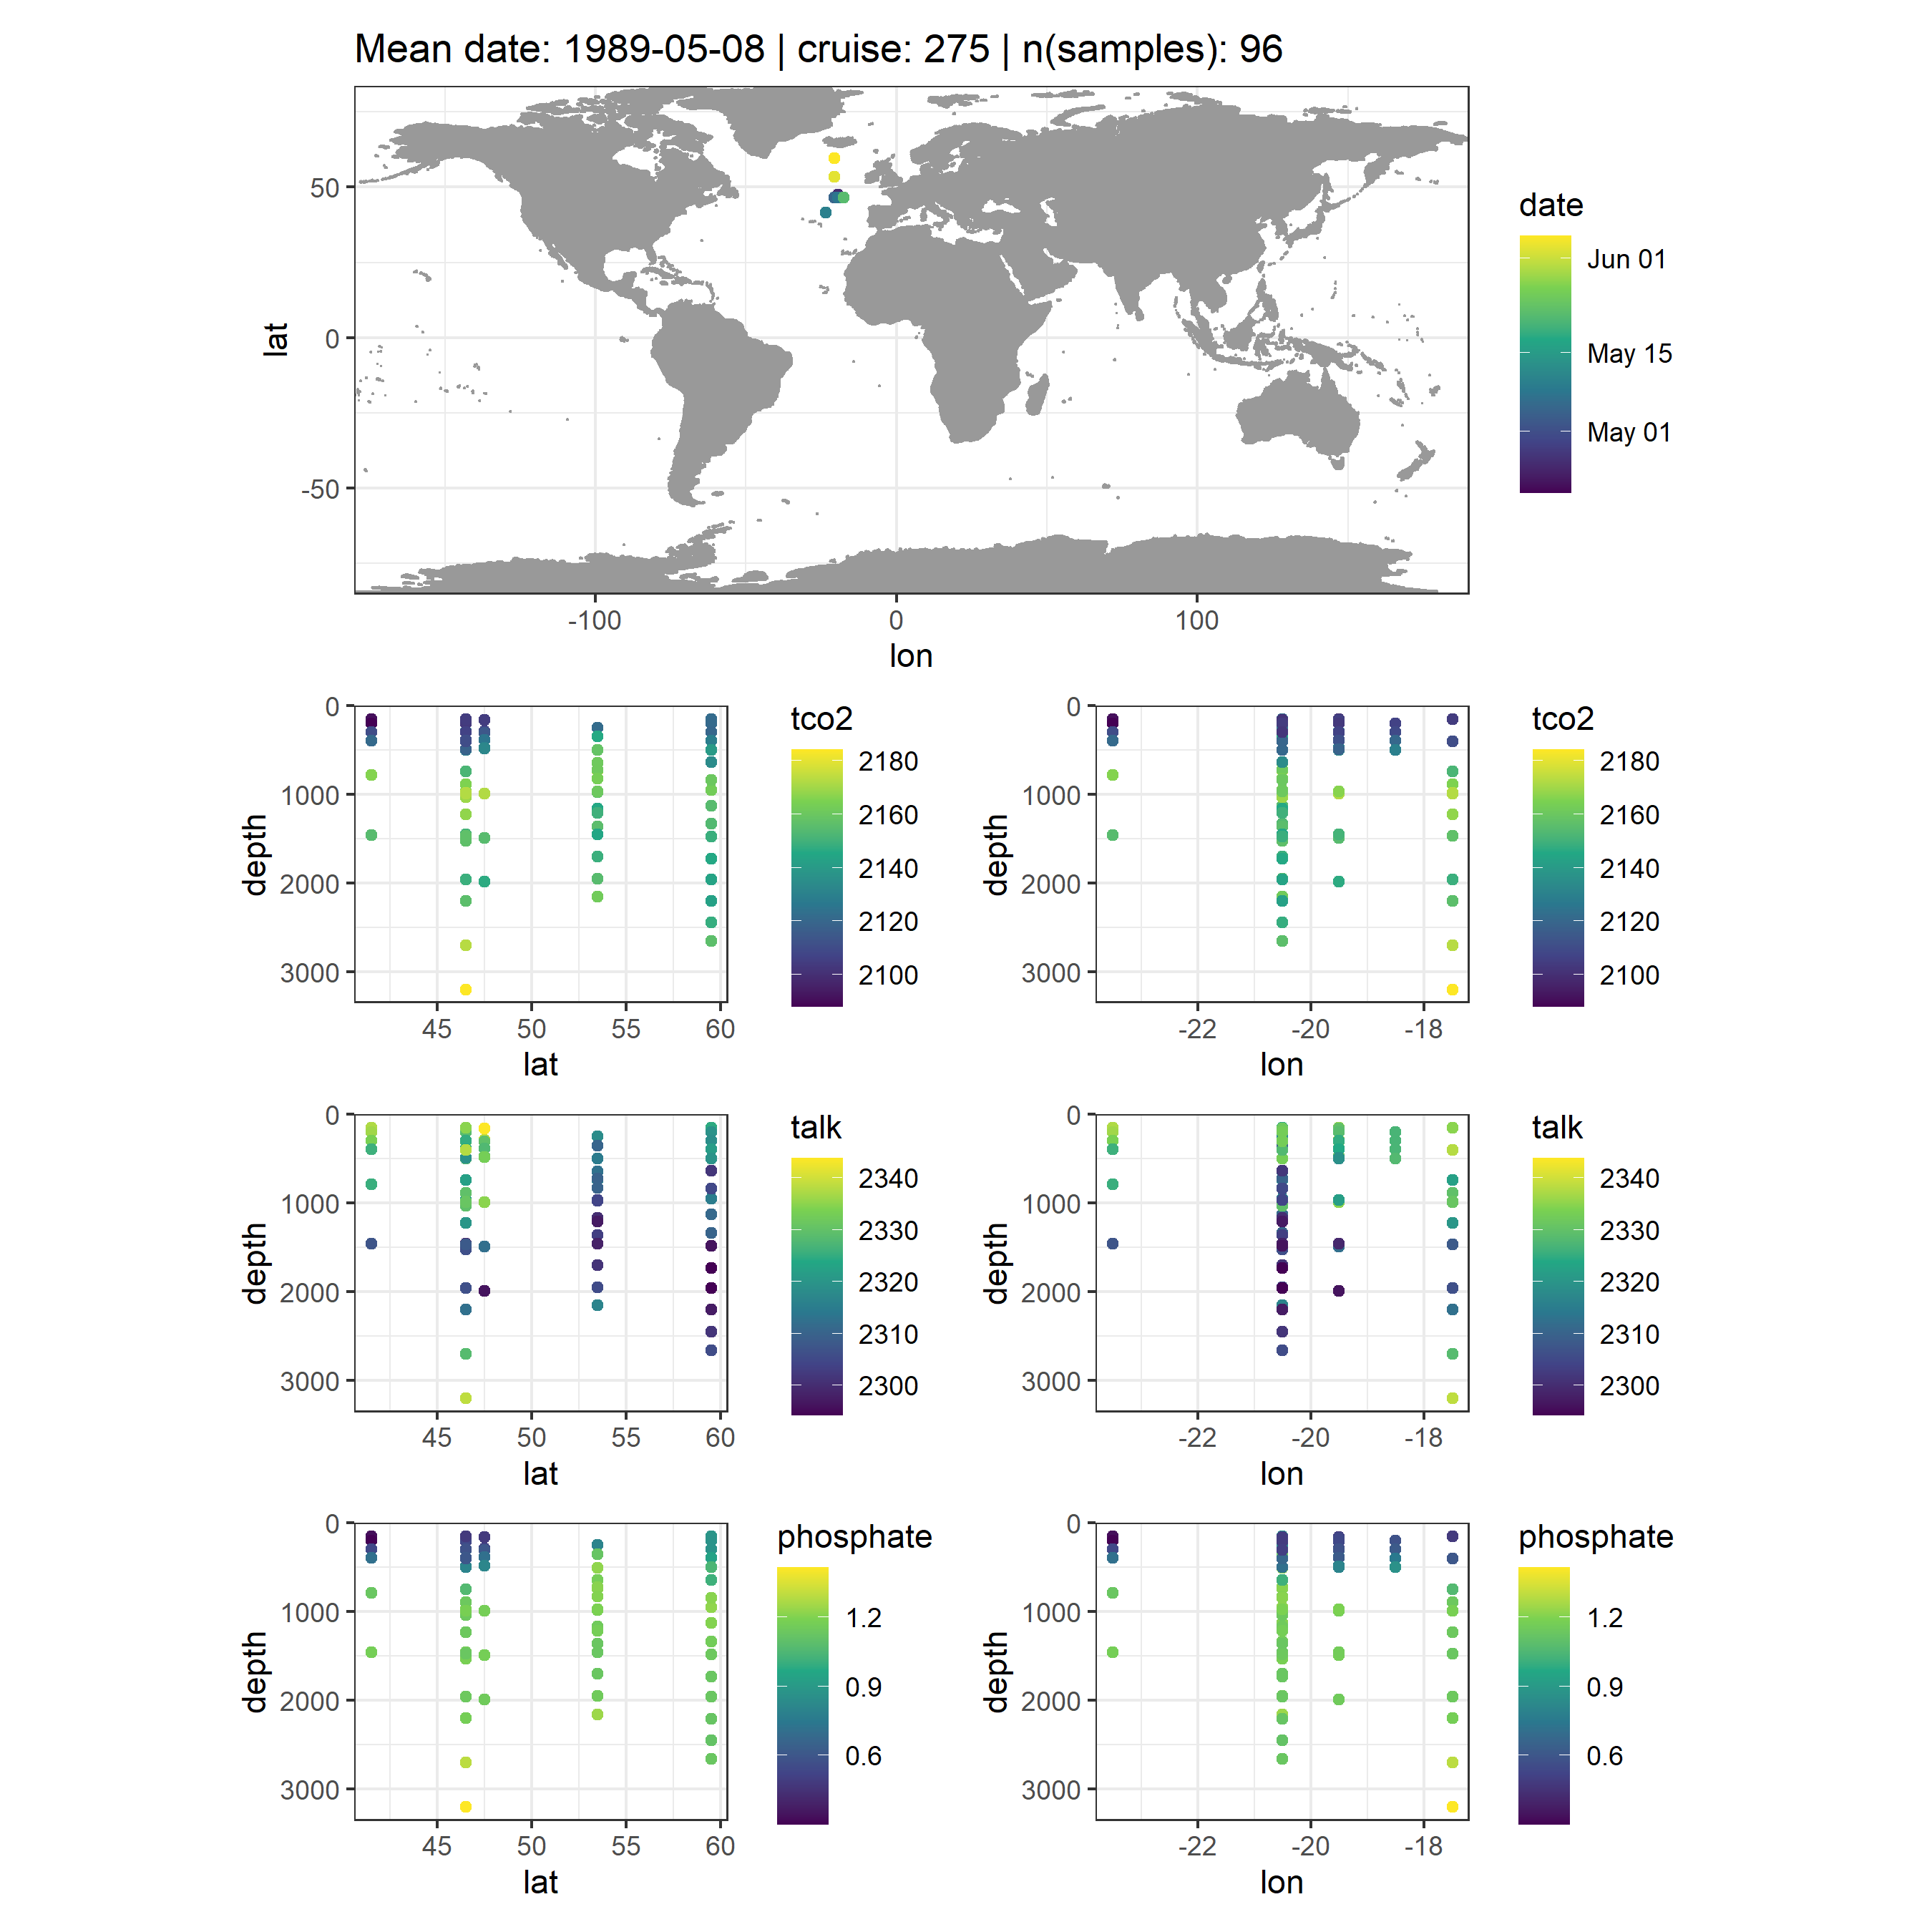 Mean date: 1989-05-08 | cruise: 275 | n(samples): 96
lat
50
0
-50
-100 0 100
lon
date
Jun 01
May 15
May 01
depth
0
1000
2000
3000
45 50 55 60
lat
tco2
2180
2160
2140
2120
2100
depth
0
1000
2000
3000
-22 -20 -18
lon
tco2
2180
2160
2140
2120
2100
depth
0
1000
2000
3000
45 50 55 60
lat
talk
2340
2330
2320
2310
2300
depth
0
1000
2000
3000
-22 -20 -18
lon
talk
2340
2330
2320
2310
2300
depth
0
1000
2000
3000
45 50 55 60
lat
phosphate
1.2
0.9
0.6
depth
0
1000
2000
3000
-22 -20 -18
lon
phosphate
1.2
0.9
0.6